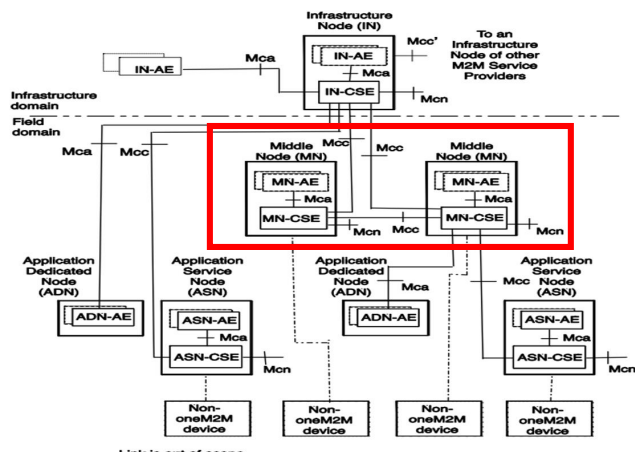 Infrastructure
Node (IN)
IN-AE
Mca
IN-AE
Mca
IN-CSE
Mcc'
Mcn
To an
Infrastructure
Node of other
M2M Service
Providers
Infrastructure
domain
Field
domain
Mca
Mcc
Mcc
Mcc
Middle
Node (MN)
MN-AE
Mca
MN-CSE
Mcn
Mcc
Middle
Node (MN)
MN-AE
Mca
MN-CSE
Mcn
Application
Dedicated
Node
(ADN)
ADN-AE
Application
Service
Node
(ASN)
ASN-AE
Mca
ASN-CSE
Mcn
Application
Dedicated
Node
(ADN)
Mca
ADN-AE
Mcc
Application
Service
Node
(ASN)
ASN-AE
Mca
ASN-CSE
Mcn
Non-
oneM2M
device
Non-
oneM2M
device
Non-
oneM2M
device
Non-
oneM2M
device